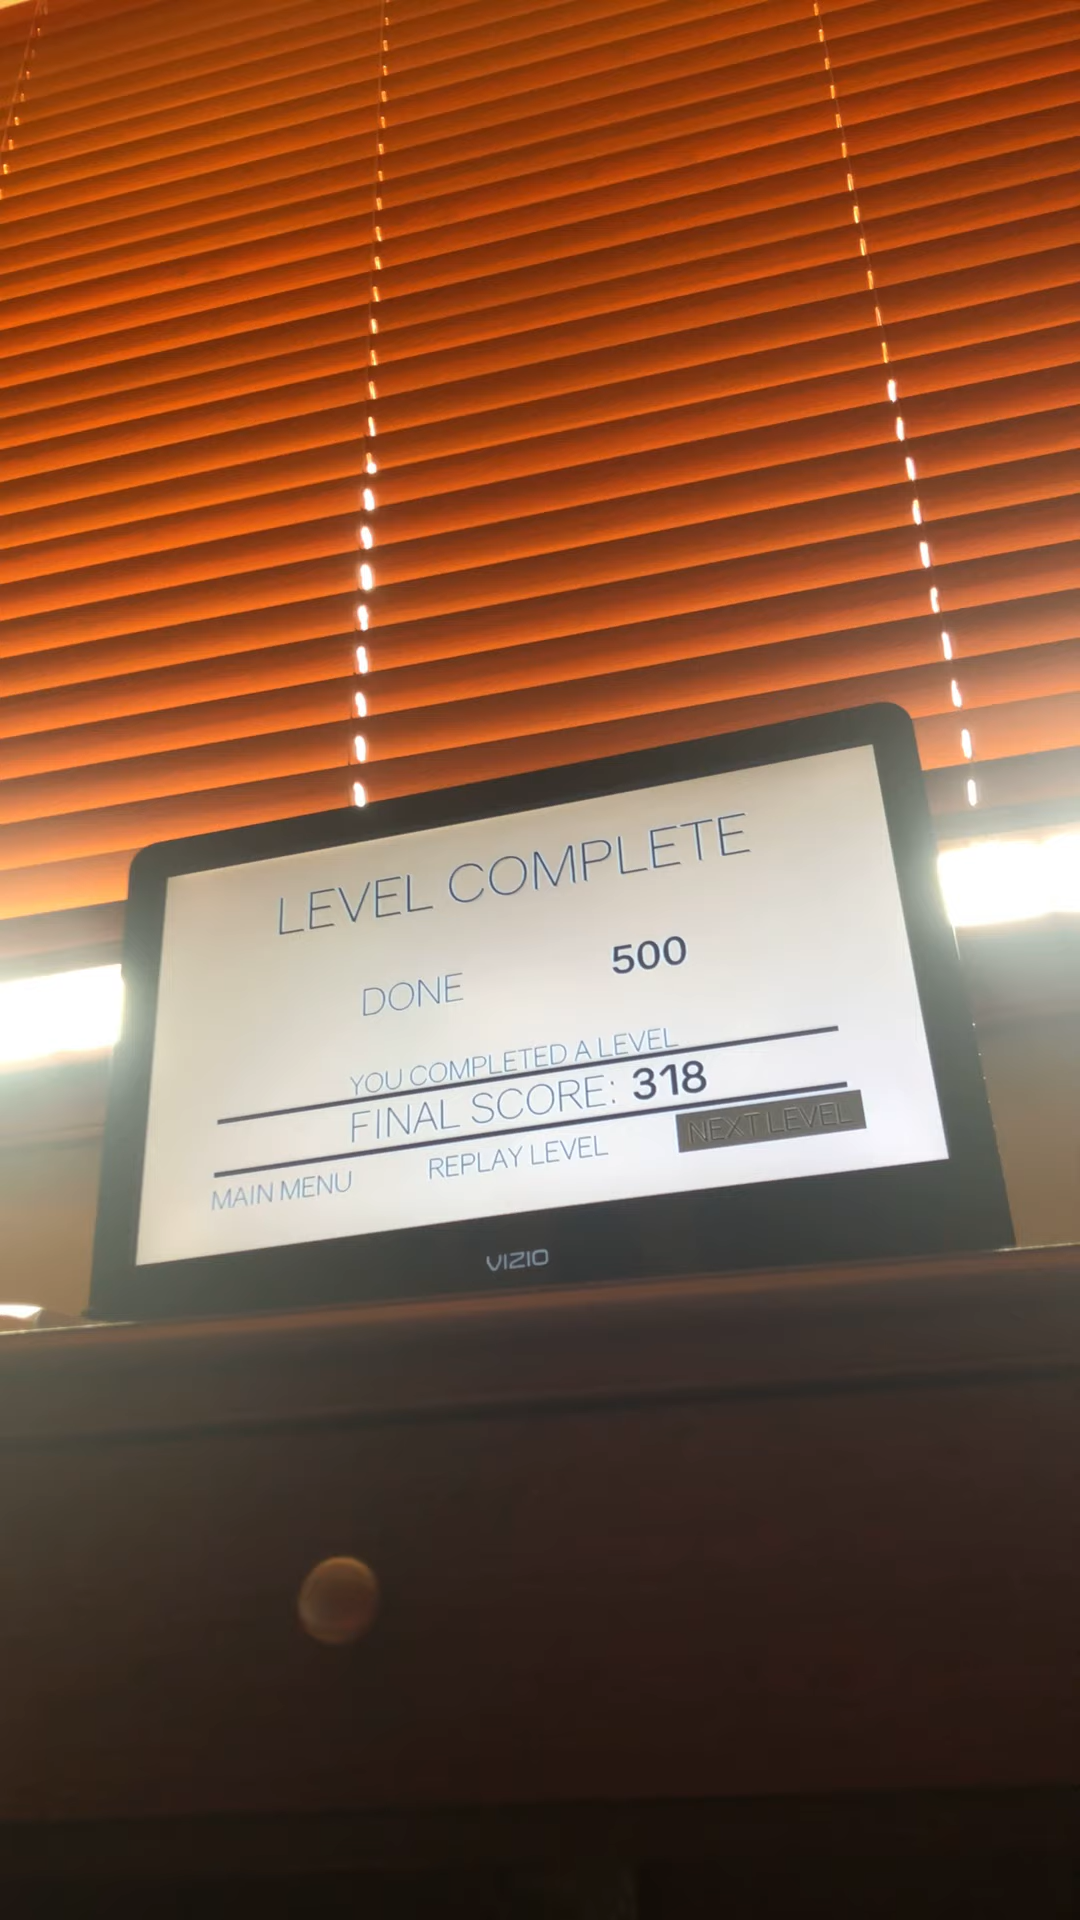 LEVEL COMPLETE
DONE 500
YOU COMPLETED A LEVEL
FINAL SCORE: 318
MAIN MENU REPLAY LEVEL NEXT LEVEL
VIZIO